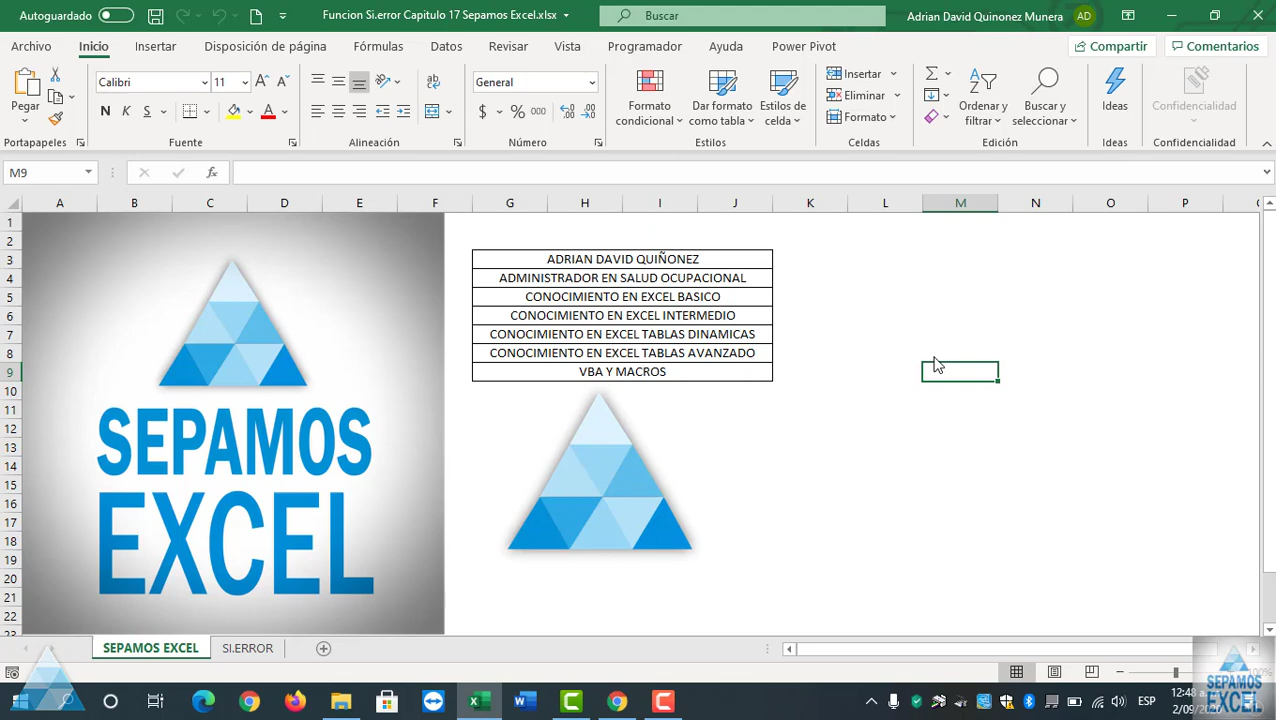 Autoguardado
Funcion Si.error Capitulo 17 Sepamos Excel.xlsx
Buscar
Adrian David Quinonez Munera
AD
Archivo Inicio Insertar Disposición de página Fórmulas Datos Revisar Vista Programador Ayuda Power Pivot
Compartir Comentarios
Pegar
Calibri 11
N K S
General
$ % 000
Formato condicional
Dar formato como tabla
Estilos de celda
Insertar
Eliminar
Formato
Ordenar y filtrar
Buscar y seleccionar
Ideas
Confidencialidad
Portapapeles Fuente Alineación Número Estilos Celdas Edición Ideas Confidencialidad
M9
A B C D E F G H I J K L M N O P
1
2
3 ADRIAN DAVID QUIÑONEZ
4 ADMINISTRADOR EN SALUD OCUPACIONAL
5 CONOCIMIENTO EN EXCEL BASICO
6 CONOCIMIENTO EN EXCEL INTERMEDIO
7 CONOCIMIENTO EN EXCEL TABLAS DINAMICAS
8 CONOCIMIENTO EN EXCEL TABLAS AVANZADO
9 VBA Y MACROS
10
11
12
13
14
15
16
17
18
19
20
21
22
SEPAMOS
EXCEL
SEPAMOS EXCEL SI.ERROR
SEPAMOS
EXCEL
ESP
12:48 a.